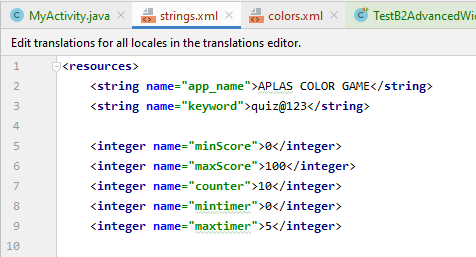 MyActivity.java strings.xml colors.xml TestB2AdvancedWi
Edit translations for all locales in the translations editor.
1 <resources>
2 <string name="app_name">APLAS COLOR GAME</string>
3 <string name="keyword">quiz@123</string>
4
5 <integer name="minScore">0</integer>
6 <integer name="maxScore">100</integer>
7 <integer name="counter">10</integer>
8 <integer name="mintimer">0</integer>
9 <integer name="maxtimer">5</integer>
10